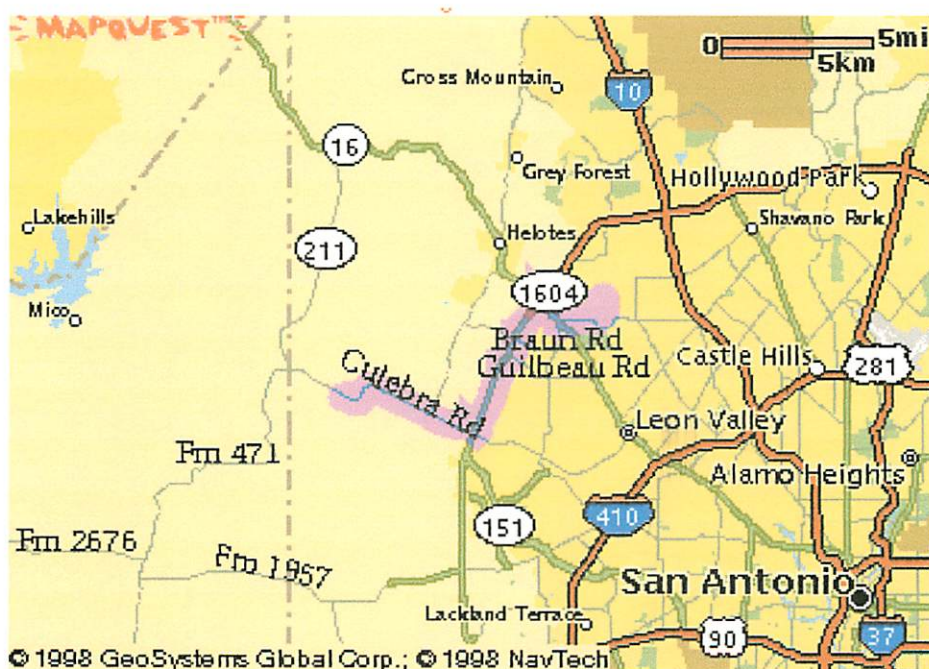 MAPQUEST™
0 5mi
5km
Cross Mountain
10
16
Grey Forest
Hollywood Park
Lakehills
211
Helotes
Shavano Park
1604
Mico
Braun Rd
Guilbeau Rd
Castle Hills
281
Culebra Rd
Leon Valley
Fm 471
Alamo Heights
151
410
Fm 2676
Fm 1957
San Antonio
Lackland Terrace
90
37
© 1998 GeoSystems Global Corp.; © 1998 NavTech